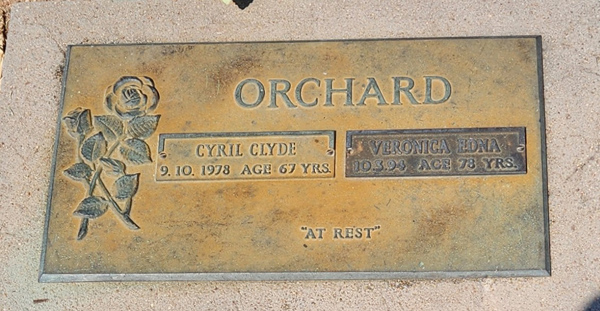 ORCHARD
CYRIL CLYDE
9. 10. 1978 AGE 67 YRS.
VERONICA EDNA
10.3.94 AGE 78 YRS.
"AT REST"